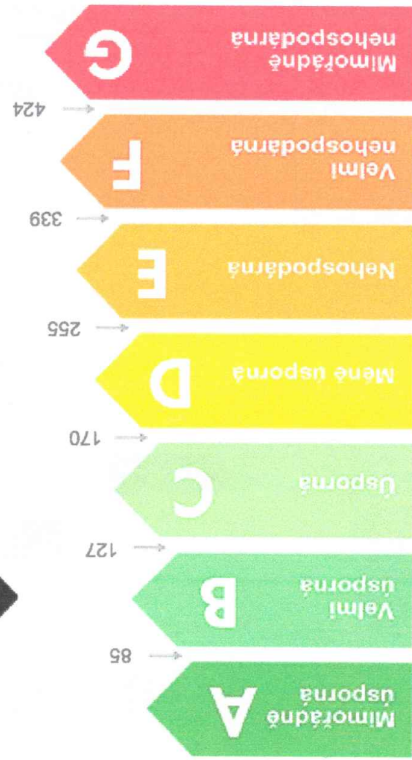 Mimořádně
úsporná
A
85
Velmi
úsporná
B
127
Úsporná
C
170
Méně úsporná
D
255
Nehospodárná
E
339
Velmi
nehospodárná
F
424
Mimořádně
nehospodárná
G